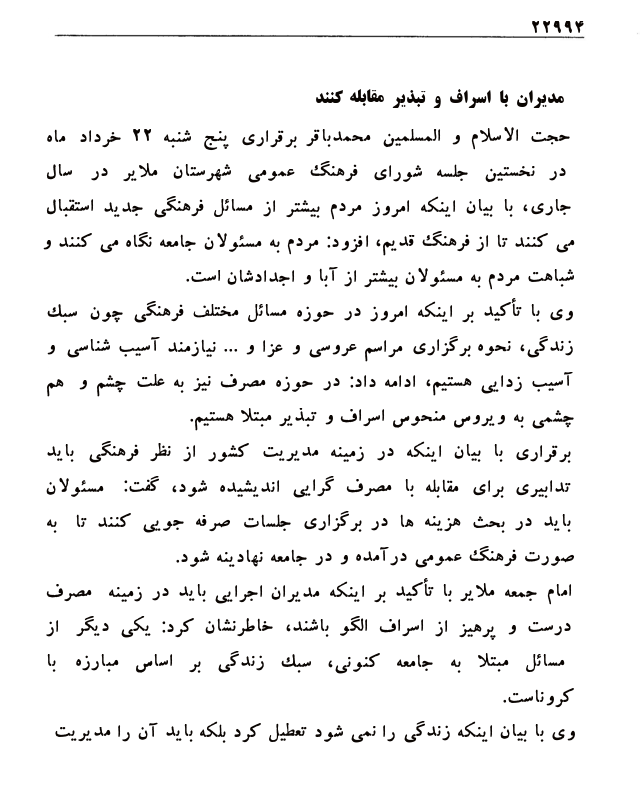 ۲۲۹۹۴
مدیران با اسراف و تبذیر مقابله کنند
حجت الاسلام و المسلمین محمدباقر برقراری پنج شنبه ۲۲ خرداد ماه
در نخستین جلسه شورای فرهنگ عمومی شهرستان ملایر در سال
جاری، با بیان اینکه امروز مردم بیشتر از مسائل فرهنگی جدید استقبال
می کنند تا از فرهنگ قدیم، افزود: مردم به مسئولان جامعه نگاه می کنند و
شباهت مردم به مسئولان بیشتر از آبا و اجدادشان است.
وی با تأکید بر اینکه امروز در حوزه مسائل مختلف فرهنگی چون سبک
زندگی، نحوه برگزاری مراسم عروسی و عزا و ... نیازمند آسیب شناسی و
آسیب زدایی هستیم، ادامه داد: در حوزه مصرف نیز به علت چشم و هم
چشمی به ویروس منحوس اسراف و تبذیر مبتلا هستیم.
برقراری با بیان اینکه در زمینه مدیریت کشور از نظر فرهنگی باید
تدابیری برای مقابله با مصرف گرایی اندیشیده شود، گفت: مسئولان
باید در بحث هزینه ها در برگزاری جلسات صرفه جویی کنند تا به
صورت فرهنگ عمومی درآمده و در جامعه نهادینه شود.
امام جمعه ملایر با تأکید بر اینکه مدیران اجرایی باید در زمینه مصرف
درست و پرهیز از اسراف الگو باشند، خاطرنشان کرد: یکی دیگر از
مسائل مبتلا به جامعه کنونی، سبک زندگی بر اساس مبارزه با
کروناست.
وی با بیان اینکه زندگی را نمی شود تعطیل کرد بلکه باید آن را مدیریت